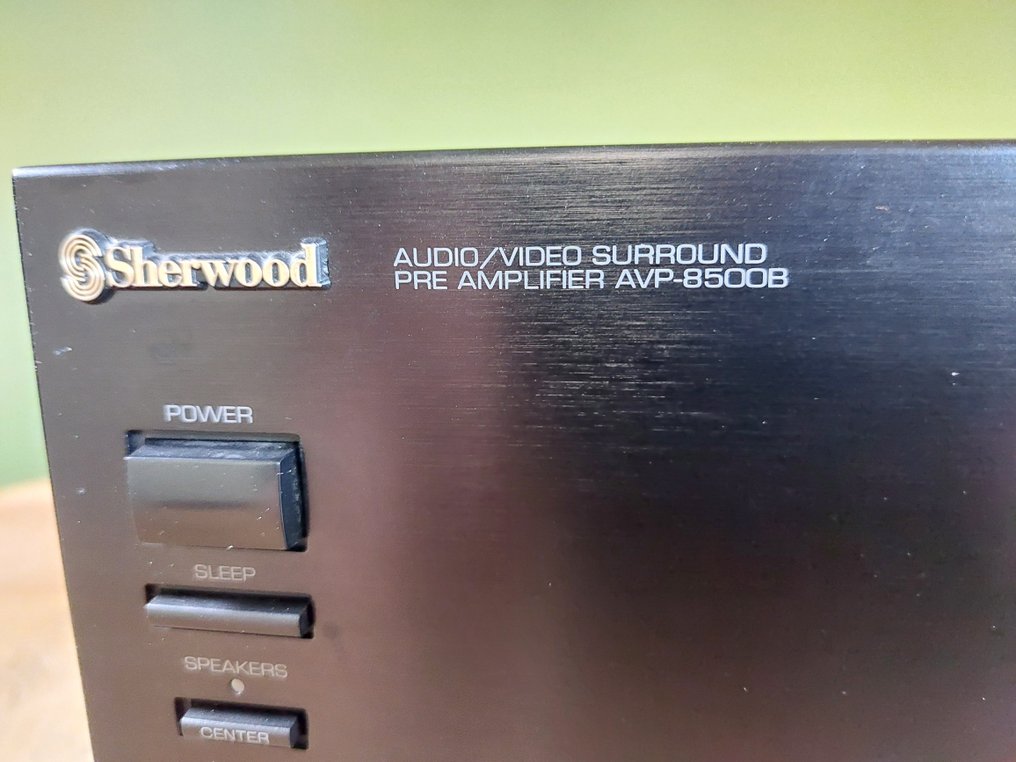 Sherwood
AUDIO/VIDEO SURROUND
PRE AMPLIFIER AVP-8500B
POWER
SLEEP
SPEAKERS
CENTER